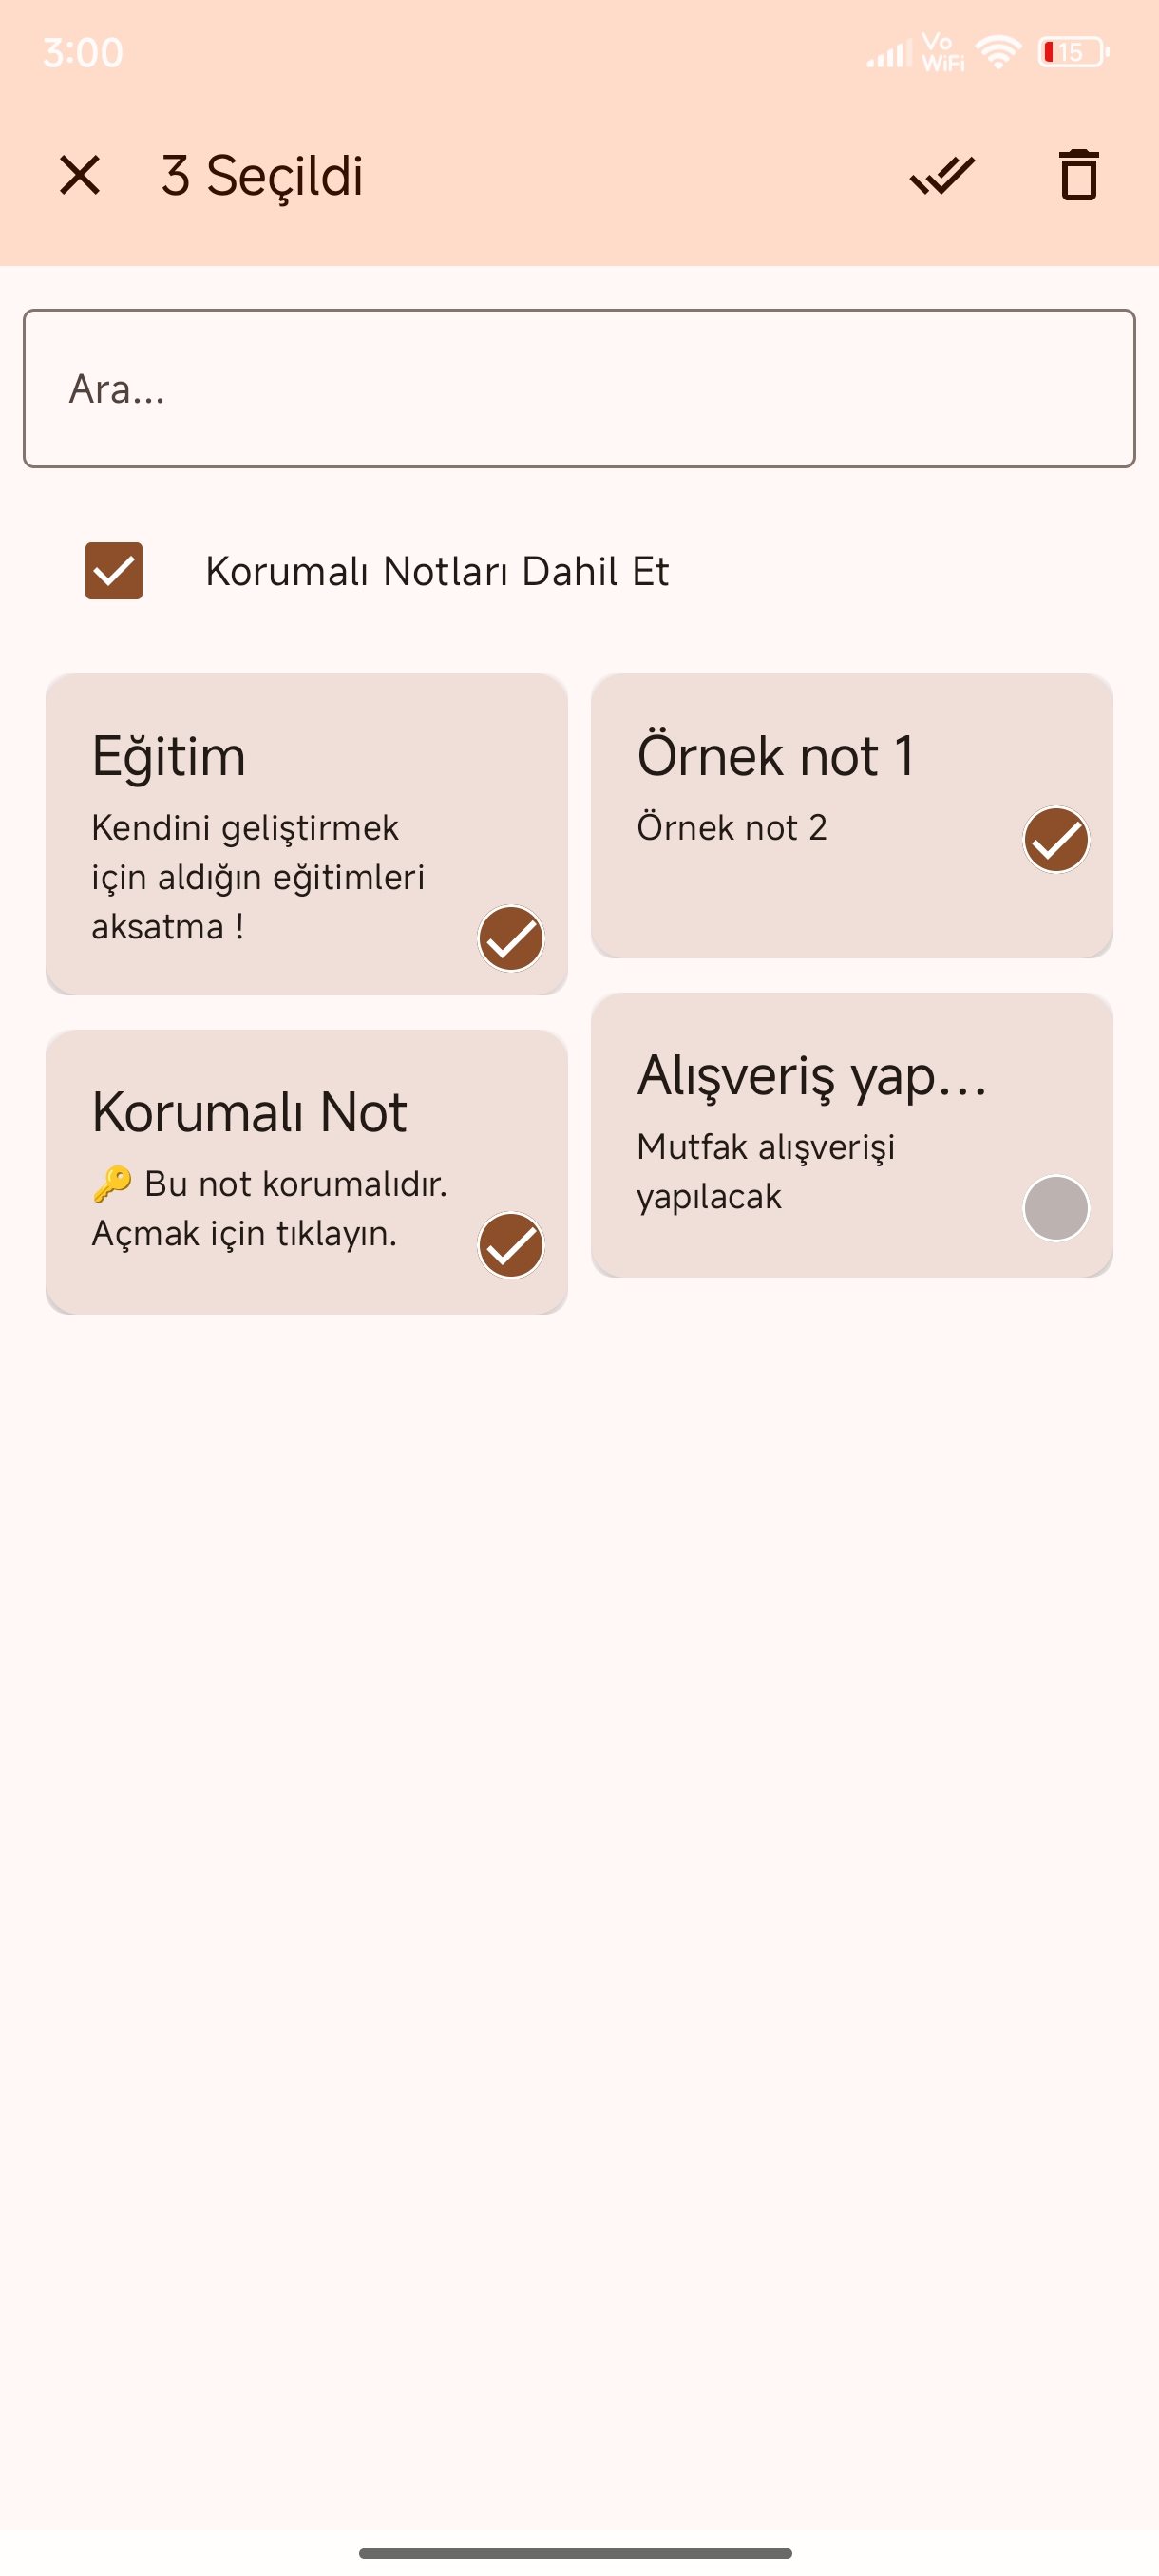 3:00
Vo
WiFi
15
3 Seçildi
Ara...
Korumalı Notları Dahil Et
Eğitim
Kendini geliştirmek
için aldığın eğitimleri
aksatma !
Örnek not 1
Örnek not 2
Korumalı Not
🔑 Bu not korumalıdır.
Açmak için tıklayın.
Alışveriş yap...
Mutfak alışverişi
yapılacak